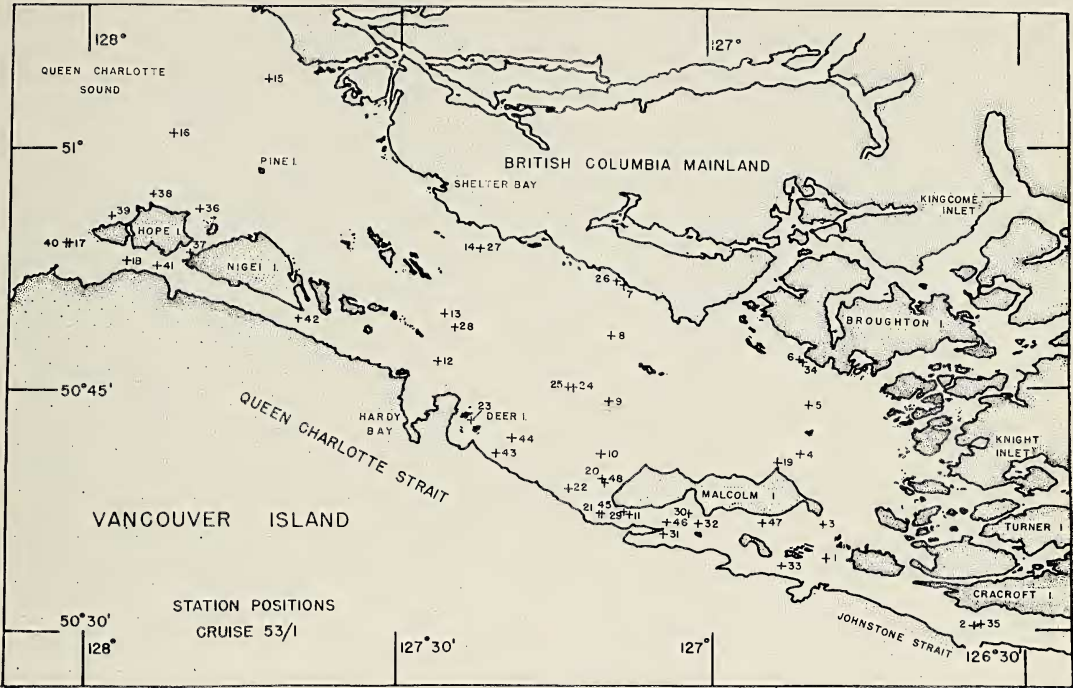 128°
127°
QUEEN CHARLOTTE
SOUND
+15
+16
51°
PINE I.
BRITISH COLUMBIA MAINLAND
SHELTER BAY
KINGCOME
INLET
+38
+39
+36
HOPE I.
40 ++17
+37
14++27
+18
+41
NIGEI I.
26++7
+42
+13
+28
+8
BROUGHTON I.
+12
6++34
50°45'
25++24
+9
+5
QUEEN CHARLOTTE STRAIT
HARDY
BAY
23
DEER I.
+44
+43
KNIGHT
INLET
+10
+4
+19
20++48
+22
MALCOLM I
45
21
29
+11
30+
+46
+32
+47
+3
TURNER I
+31
+33
+1
VANCOUVER ISLAND
CRACROFT I.
STATION POSITIONS
CRUISE 53/1
50°30'
JOHNSTONE STRAIT
2++35
128°
127°30'
127°
126°30'